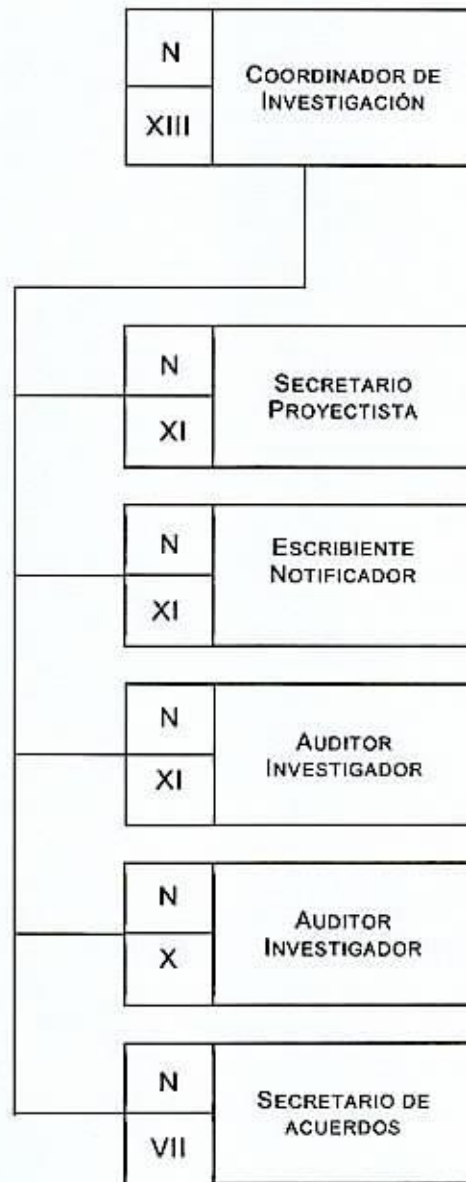 N
XIII
COORDINADOR DE
INVESTIGACIÓN
N
XI
SECRETARIO
PROYECTISTA
N
XI
ESCRIBIENTE
NOTIFICADOR
N
XI
AUDITOR
INVESTIGADOR
N
X
AUDITOR
INVESTIGADOR
N
VII
SECRETARIO DE
ACUERDOS